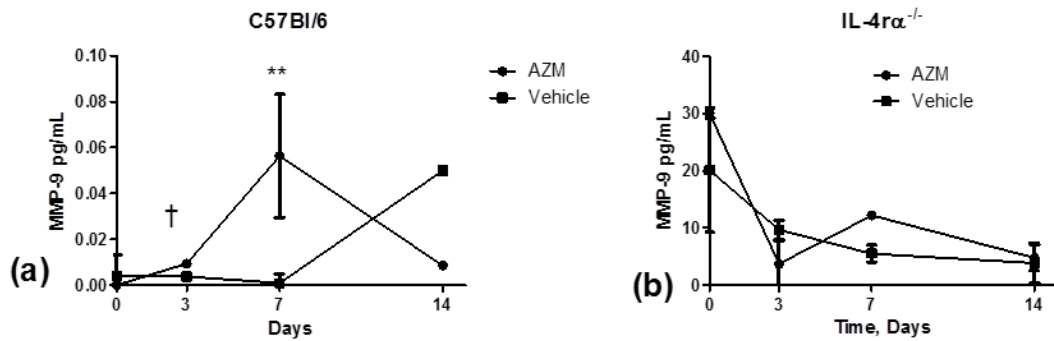 C57Bl/6
MMP-9 pg/mL
0.10
0.08
0.06
0.04
0.02
0.00
†
**
AZM
Vehicle
0 3 7 14
Days
(a)
IL-4rα-/-
MMP-9 pg/mL
40
30
20
10
0
AZM
Vehicle
0 3 7 14
Time, Days
(b)